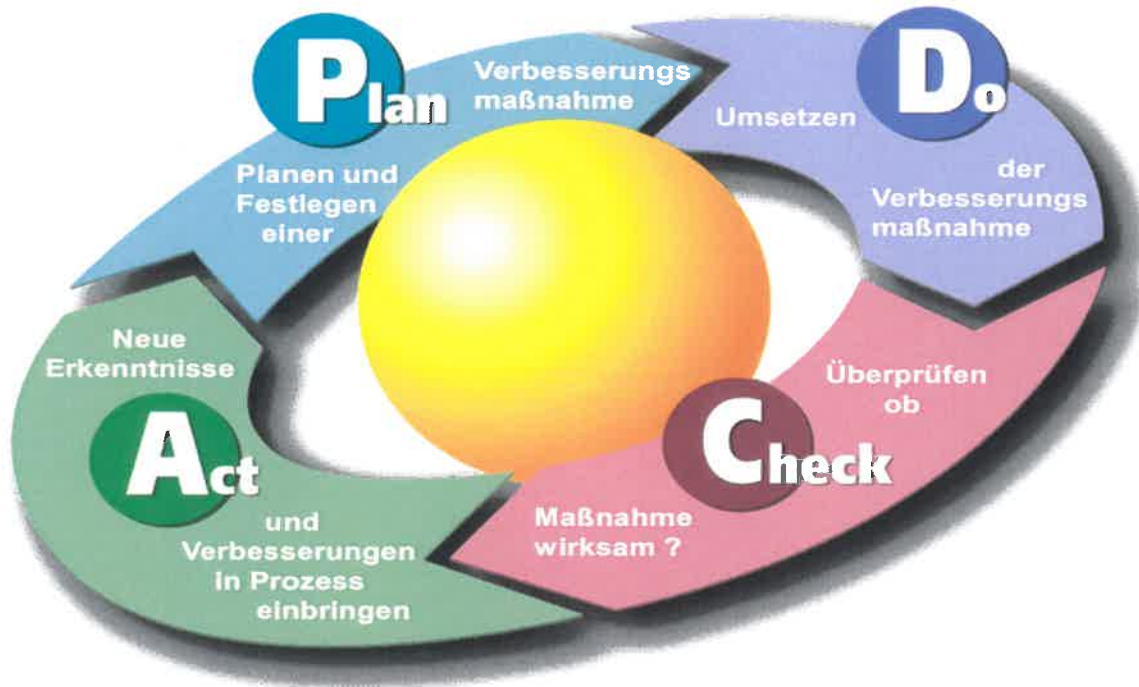 Plan
Planen und
Festlegen
einer
Verbesserungs
maßnahme
Do
Umsetzen
der
Verbesserungs
maßnahme
Check
Überprüfen
ob
Maßnahme
wirksam ?
Act
Neue
Erkenntnisse
und
Verbesserungen
in Prozess
einbringen